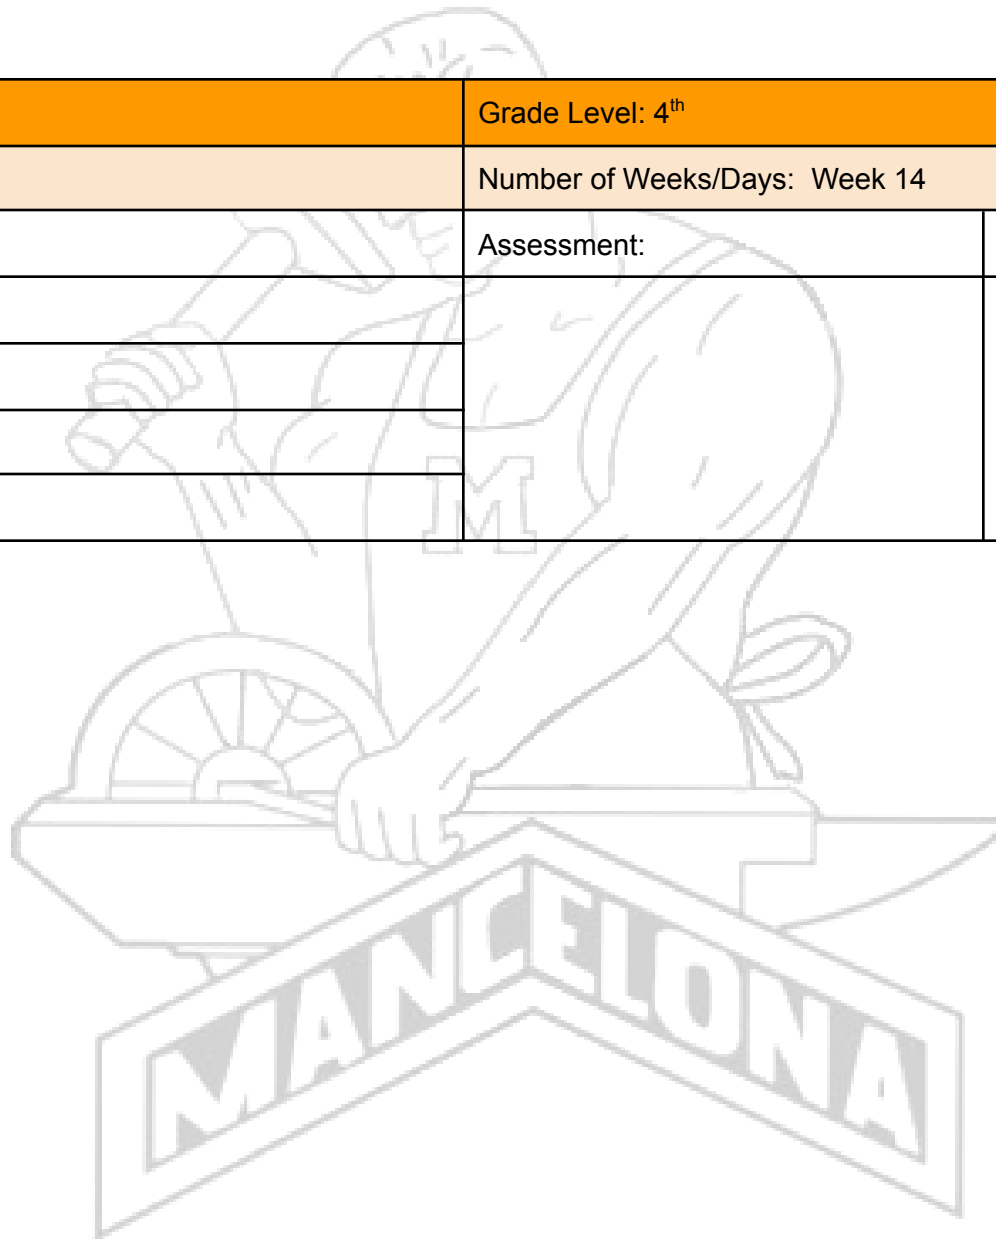 Grade Level: 4th
Number of Weeks/Days: Week 14
Assessment:
M
MANCELONA